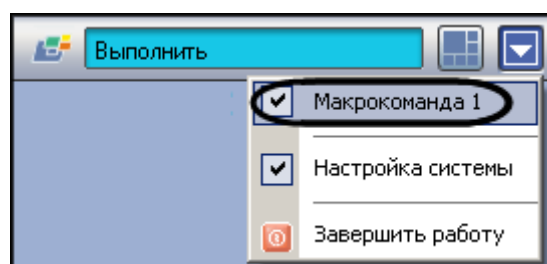 Выполнить
Макрокоманда 1
Настройка системы
Завершить работу